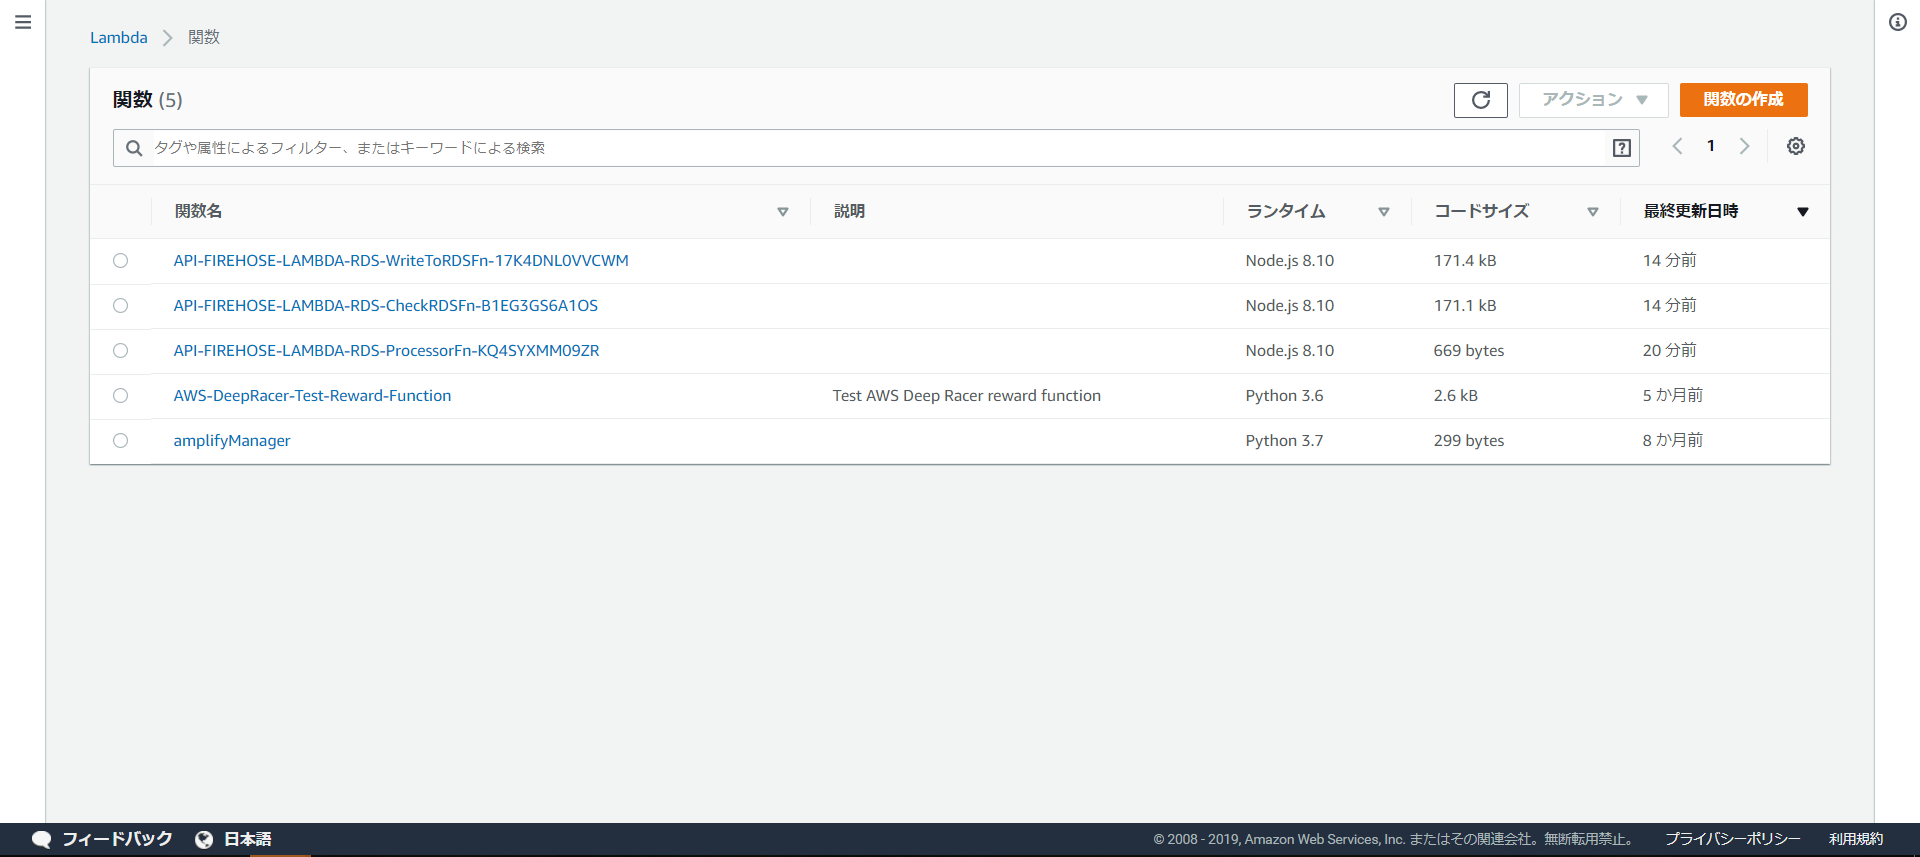 Lambda 関数
関数 (5)
アクション
関数の作成
タグや属性によるフィルター、またはキーワードによる検索
1
関数名 説明 ランタイム コードサイズ 最終更新日時
API-FIREHOSE-LAMBDA-RDS-WriteToRDSFn-17K4DNL0VVCWM Node.js 8.10 171.4 kB 14 分前
API-FIREHOSE-LAMBDA-RDS-CheckRDSFn-B1EG3GS6A1OS Node.js 8.10 171.1 kB 14 分前
API-FIREHOSE-LAMBDA-RDS-ProcessorFn-KQ4SYXMM09ZR Node.js 8.10 669 bytes 20 分前
AWS-DeepRacer-Test-Reward-Function Test AWS Deep Racer reward function Python 3.6 2.6 kB 5 か月前
amplifyManager Python 3.7 299 bytes 8 か月前
フィードバック 日本語 © 2008 - 2019, Amazon Web Services, Inc. またはその関連会社。無断転用禁止。 プライバシーポリシー 利用規約